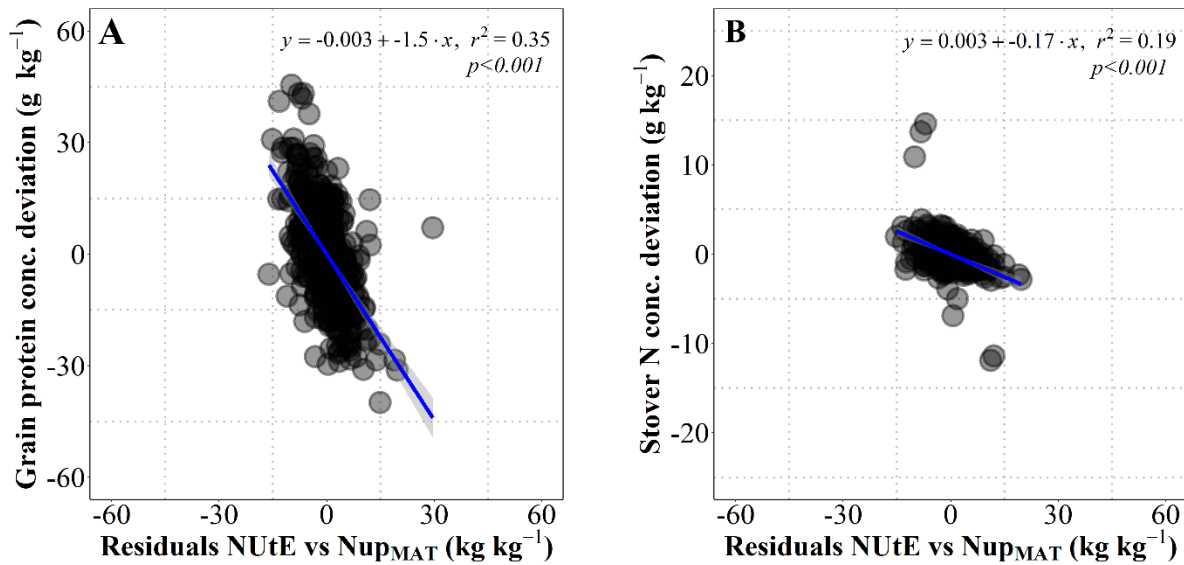 A
y = -0.003 + -1.5 · x,  r² = 0.35
p<0.001
Grain protein conc. deviation (g kg⁻¹)
60
30
0
-30
-60
-60 -30 0 30 60
Residuals NUtE vs Nup_MAT (kg kg⁻¹)
B
y = 0.003 + -0.17 · x,  r² = 0.19
p<0.001
Stover N conc. deviation (g kg⁻¹)
20
10
0
-10
-20
-60 -30 0 30 60
Residuals NUtE vs Nup_MAT (kg kg⁻¹)